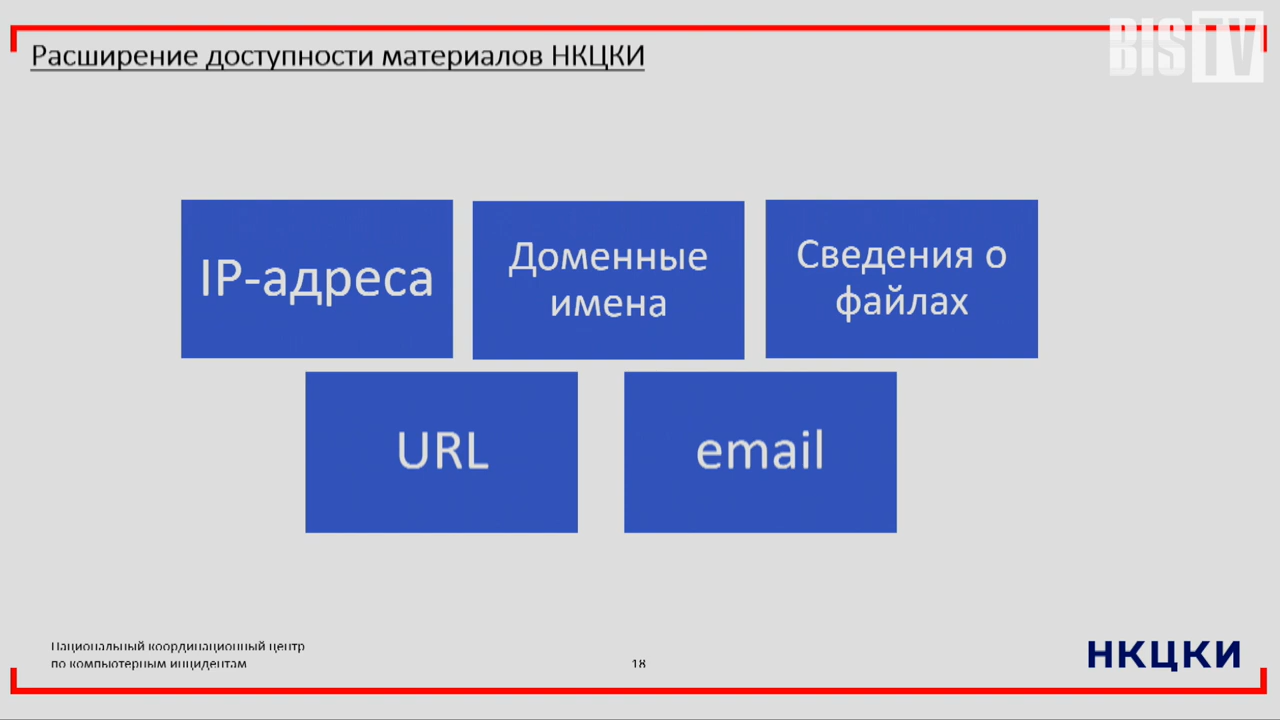 Расширение доступности материалов НКЦКИ
BIS TV
IP-адреса
Доменные
имена
Сведения о
файлах
URL
email
Национальный координационный центр
по компьютерным инцидентам
18
НКЦКИ